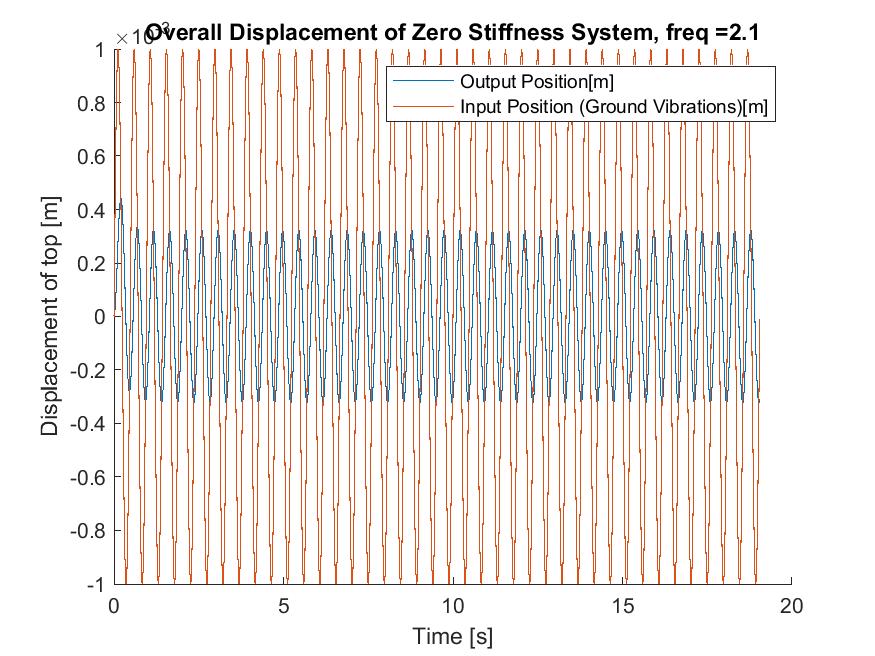 Overall Displacement of Zero Stiffness System, freq =2.1
×10-3
Output Position[m]
Input Position (Ground Vibrations)[m]
Displacement of top [m]
1
0.8
0.6
0.4
0.2
0
-0.2
-0.4
-0.6
-0.8
-1
0 5 10 15 20
Time [s]